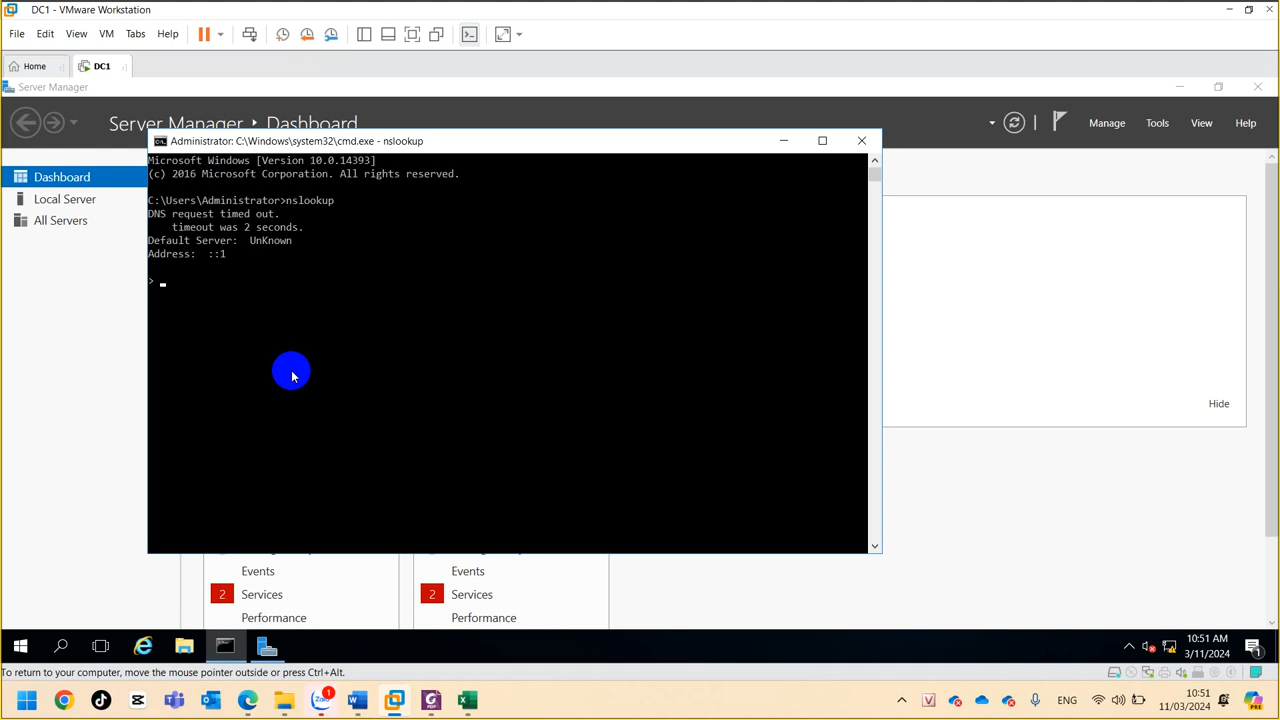 DC1 - VMware Workstation
File Edit View VM Tabs Help
Home DC1
Server Manager
Server Manager Dashboard
Manage Tools View Help
Administrator: C:\Windows\system32\cmd.exe - nslookup
Microsoft Windows [Version 10.0.14393]
(c) 2016 Microsoft Corporation. All rights reserved.
C:\Users\Administrator>nslookup
DNS request timed out.
timeout was 2 seconds.
Default Server: UnKnown
Address: ::1
>
Dashboard
Local Server
All Servers
Hide
Events Events
2 Services 2 Services
Performance Performance
10:51 AM
3/11/2024
1
To return to your computer, move the mouse pointer outside or press Ctrl+Alt.
1
ENG
10:51
11/03/2024
PRE